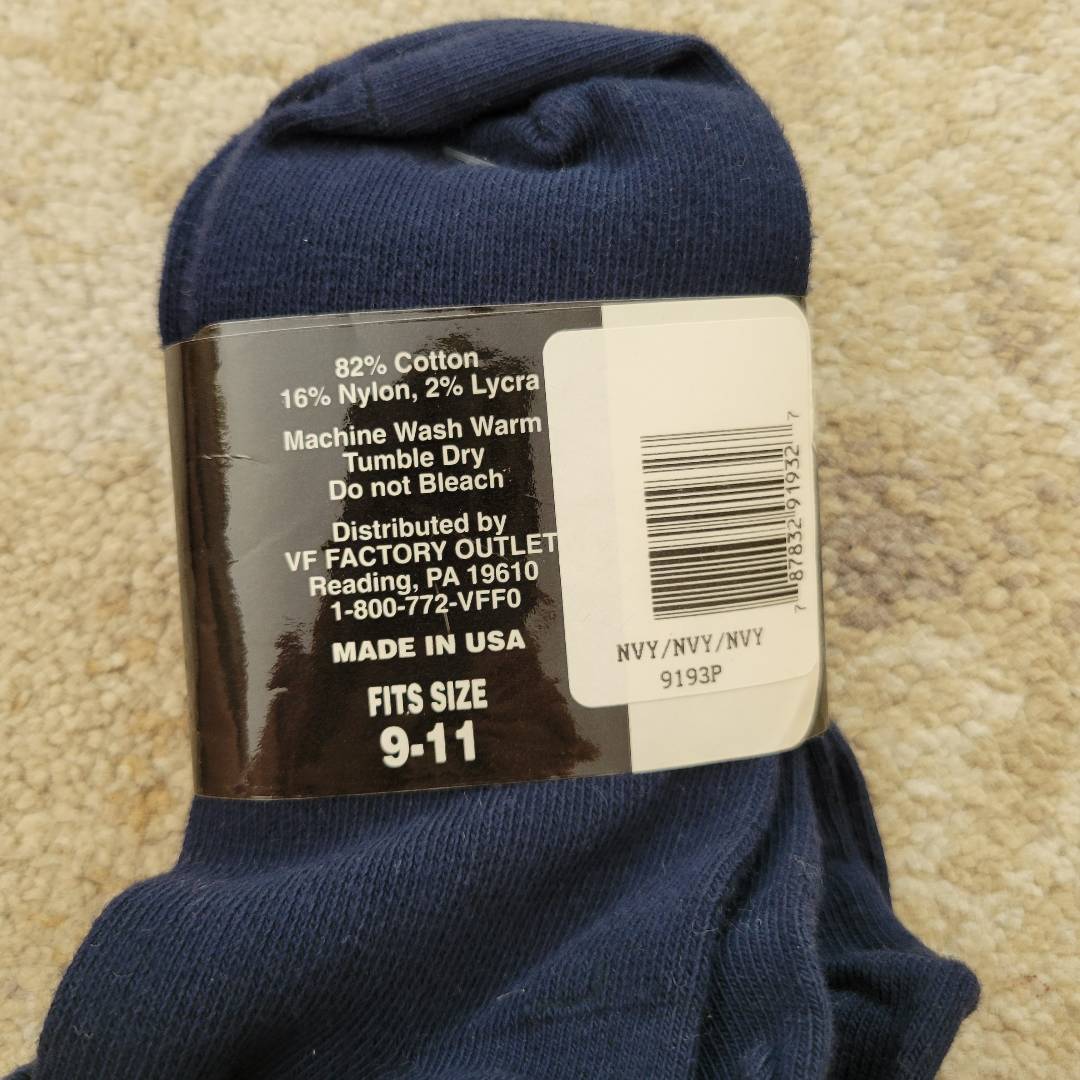 82% Cotton
16% Nylon, 2% Lycra
Machine Wash Warm
Tumble Dry
Do not Bleach
Distributed by
VF FACTORY OUTLET
Reading, PA 19610
1-800-772-VFF0
MADE IN USA
FITS SIZE
9-11
7 87832 91932 7
NVY/NVY/NVY
9193P